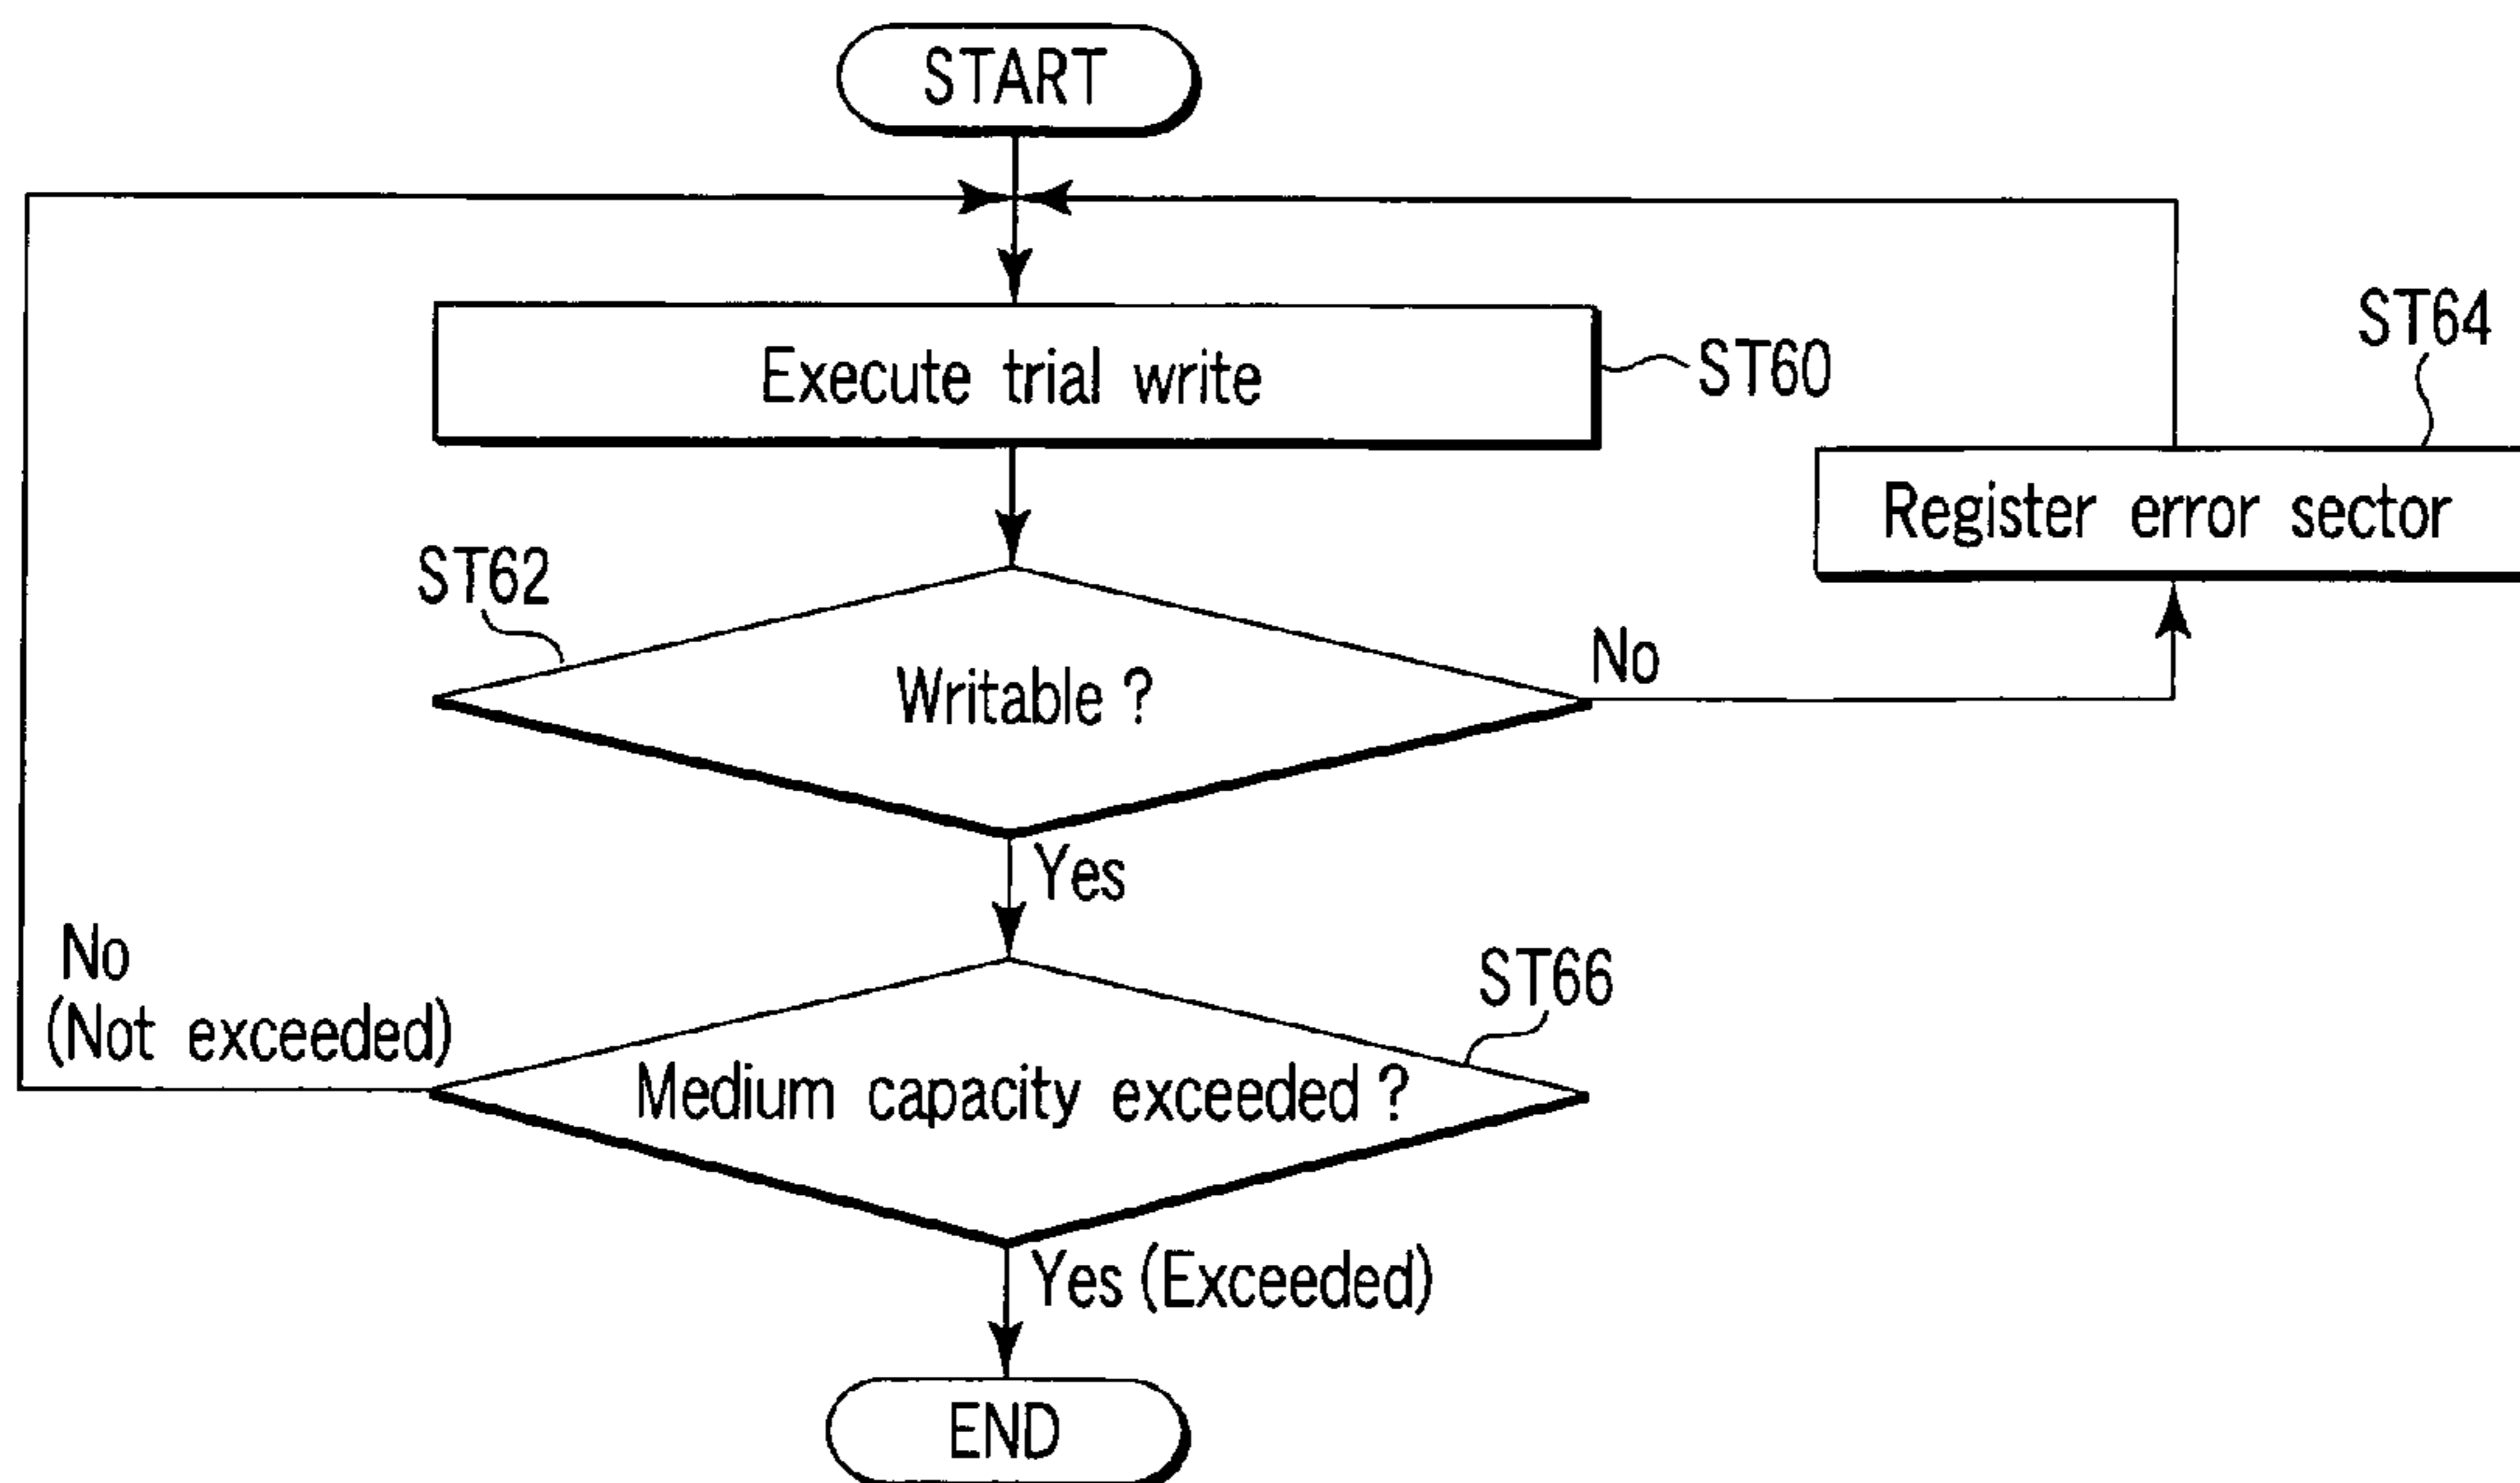 START
Execute trial write
ST60
ST64
Register error sector
ST62
Writable ?
No
Yes
No
(Not exceeded)
ST66
Medium capacity exceeded ?
Yes (Exceeded)
END